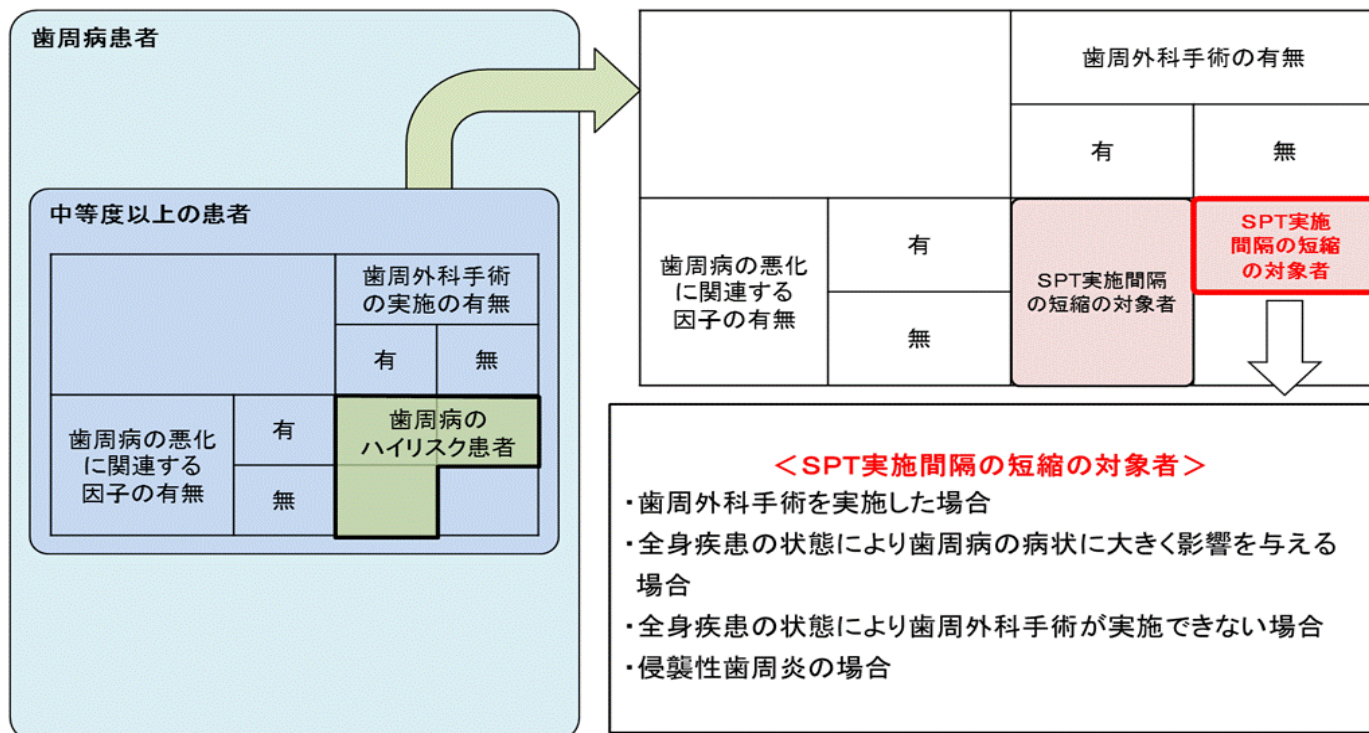 歯周病患者
中等度以上の患者
歯周外科手術
の実施の有無
有
無
歯周病の悪化
に関連する
因子の有無
有
無
歯周病の
ハイリスク患者
歯周外科手術の有無
有
無
歯周病の悪化
に関連する
因子の有無
有
無
SPT実施間隔
の短縮の対象者
SPT実施
間隔の短縮
の対象者
＜SPT実施間隔の短縮の対象者＞
・歯周外科手術を実施した場合
・全身疾患の状態により歯周病の病状に大きく影響を与える
場合
・全身疾患の状態により歯周外科手術が実施できない場合
・侵襲性歯周炎の場合